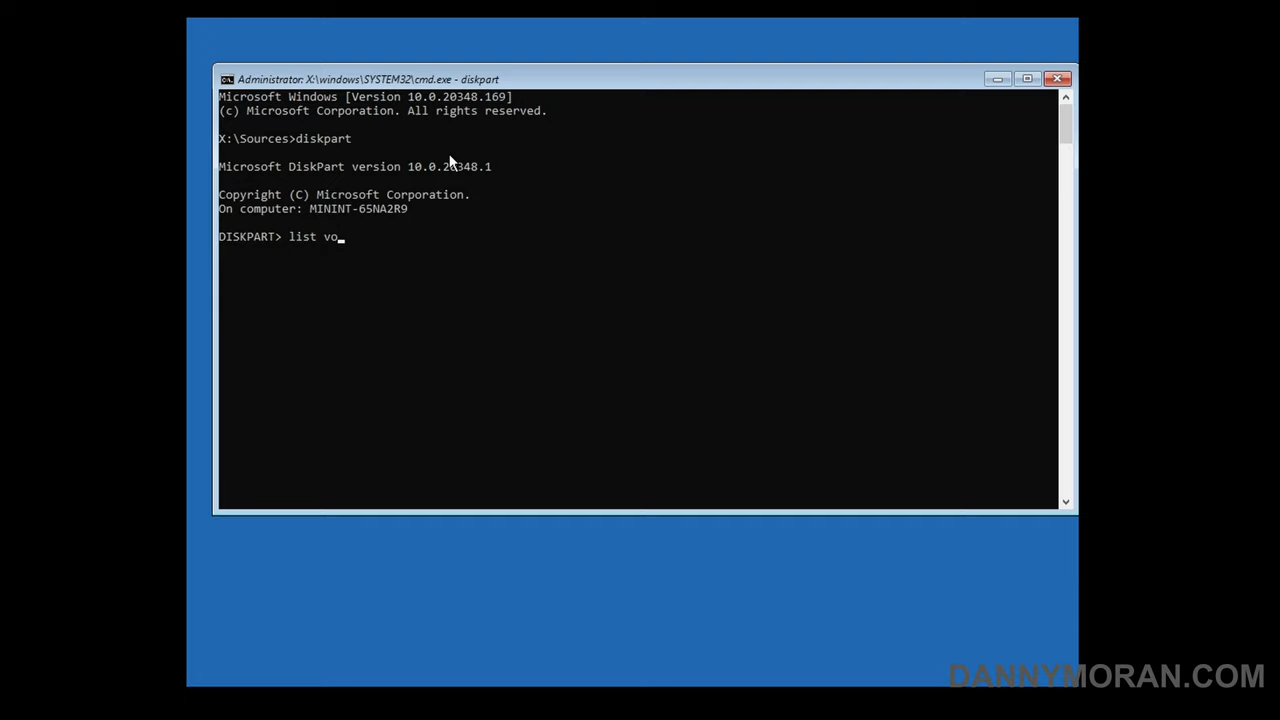 Administrator: X:\windows\SYSTEM32\cmd.exe - diskpart
Microsoft Windows [Version 10.0.20348.169]
(c) Microsoft Corporation. All rights reserved.
X:\Sources>diskpart
Microsoft DiskPart version 10.0.20348.1
Copyright (C) Microsoft Corporation.
On computer: MININT-65NA2R9
DISKPART> list vo_
DANNYMORAN.COM